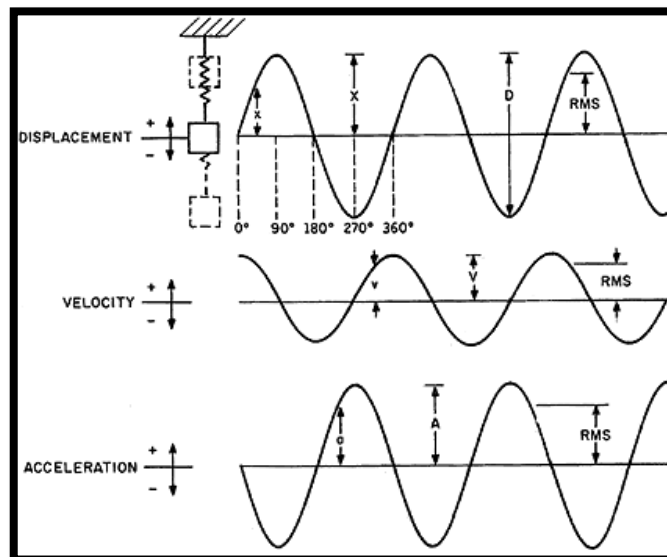 +
DISPLACEMENT
−
x
X
D
RMS
0° 90° 180° 270° 360°
+
VELOCITY
−
v
V
RMS
+
ACCELERATION
−
a
A
RMS